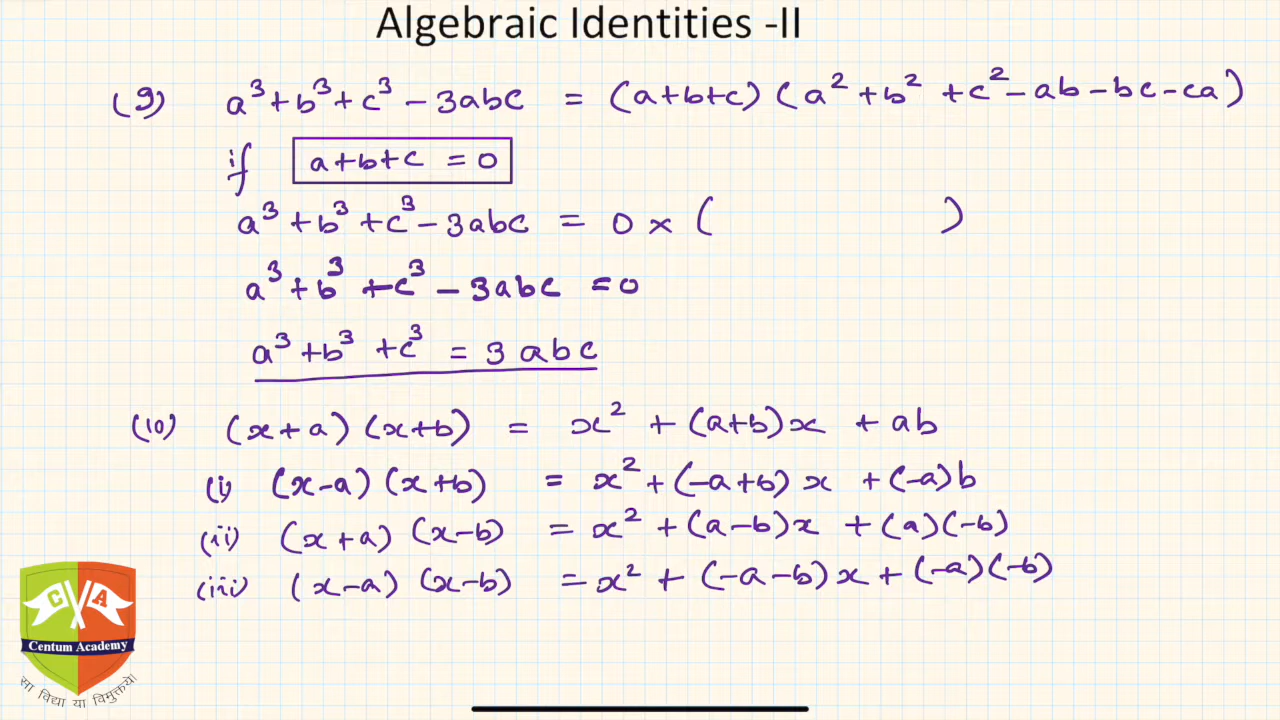 Algebraic Identities -II
(9) a³+b³+c³ - 3abc = (a+b+c) (a² + b² + c² - ab - bc - ca)
if a+b+c = 0
a³ + b³ + c³ - 3abc = 0 × ( )
a³ + b³ + c³ - 3abc = 0
a³ + b³ + c³ = 3 abc
(10) (x+a) (x+b) = x² + (a+b)x + ab
(i) (x-a) (x+b) = x² + (-a+b) x + (-a) b
(ii) (x+a) (x-b) = x² + (a-b)x + (a)(-b)
(iii) (x-a) (x-b) = x² + (-a-b)x + (-a)(-b)
C A
Centum Academy
सा विद्या या विमुक्तये।